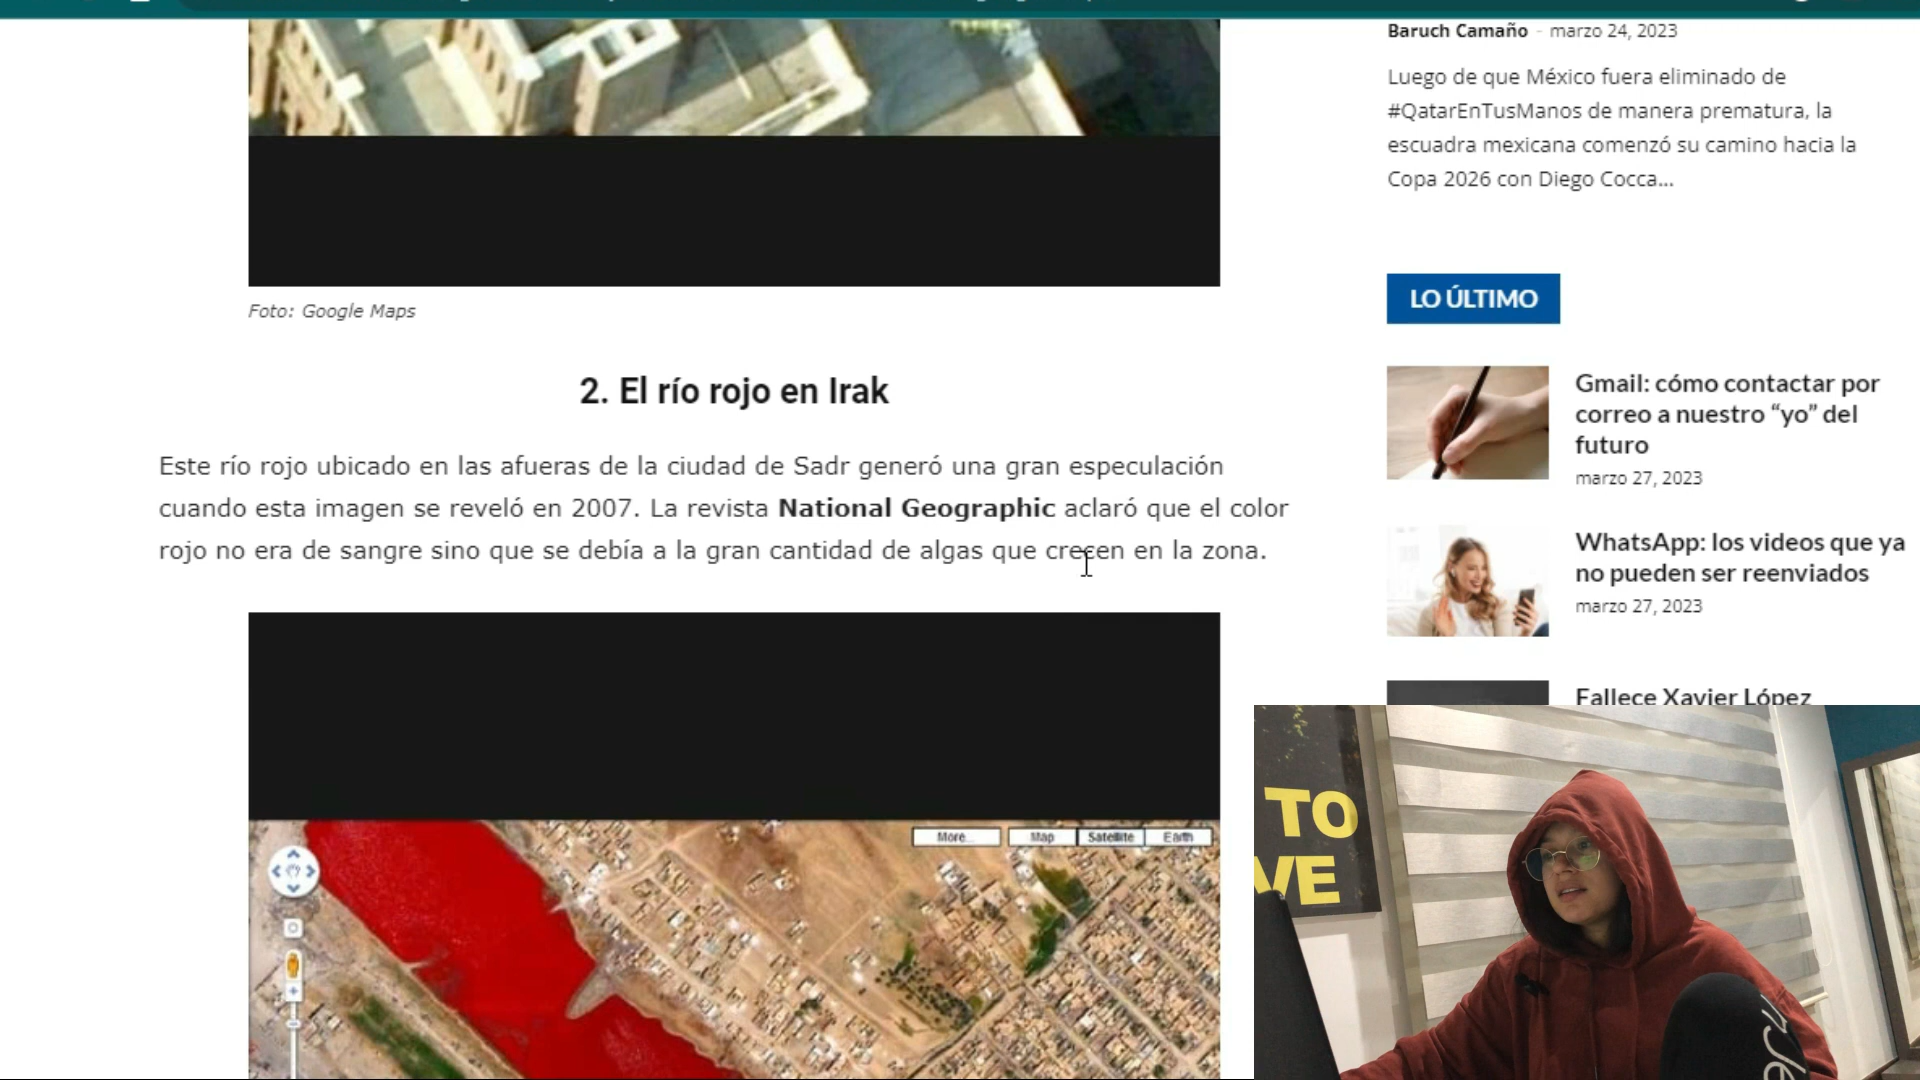 Baruch Camaño - marzo 24, 2023
Luego de que México fuera eliminado de
#QatarEnTusManos de manera prematura, la
escuadra mexicana comenzó su camino hacia la
Copa 2026 con Diego Cocca...
Foto: Google Maps
2. El río rojo en Irak
Este río rojo ubicado en las afueras de la ciudad de Sadr generó una gran especulación
cuando esta imagen se reveló en 2007. La revista National Geographic aclaró que el color
rojo no era de sangre sino que se debía a la gran cantidad de algas que crecen en la zona.
LO ÚLTIMO
Gmail: cómo contactar por
correo a nuestro “yo” del
futuro
marzo 27, 2023
WhatsApp: los videos que ya
no pueden ser reenviados
marzo 27, 2023
Fallece Xavier López
More... Map Satellite Earth
TO
VE